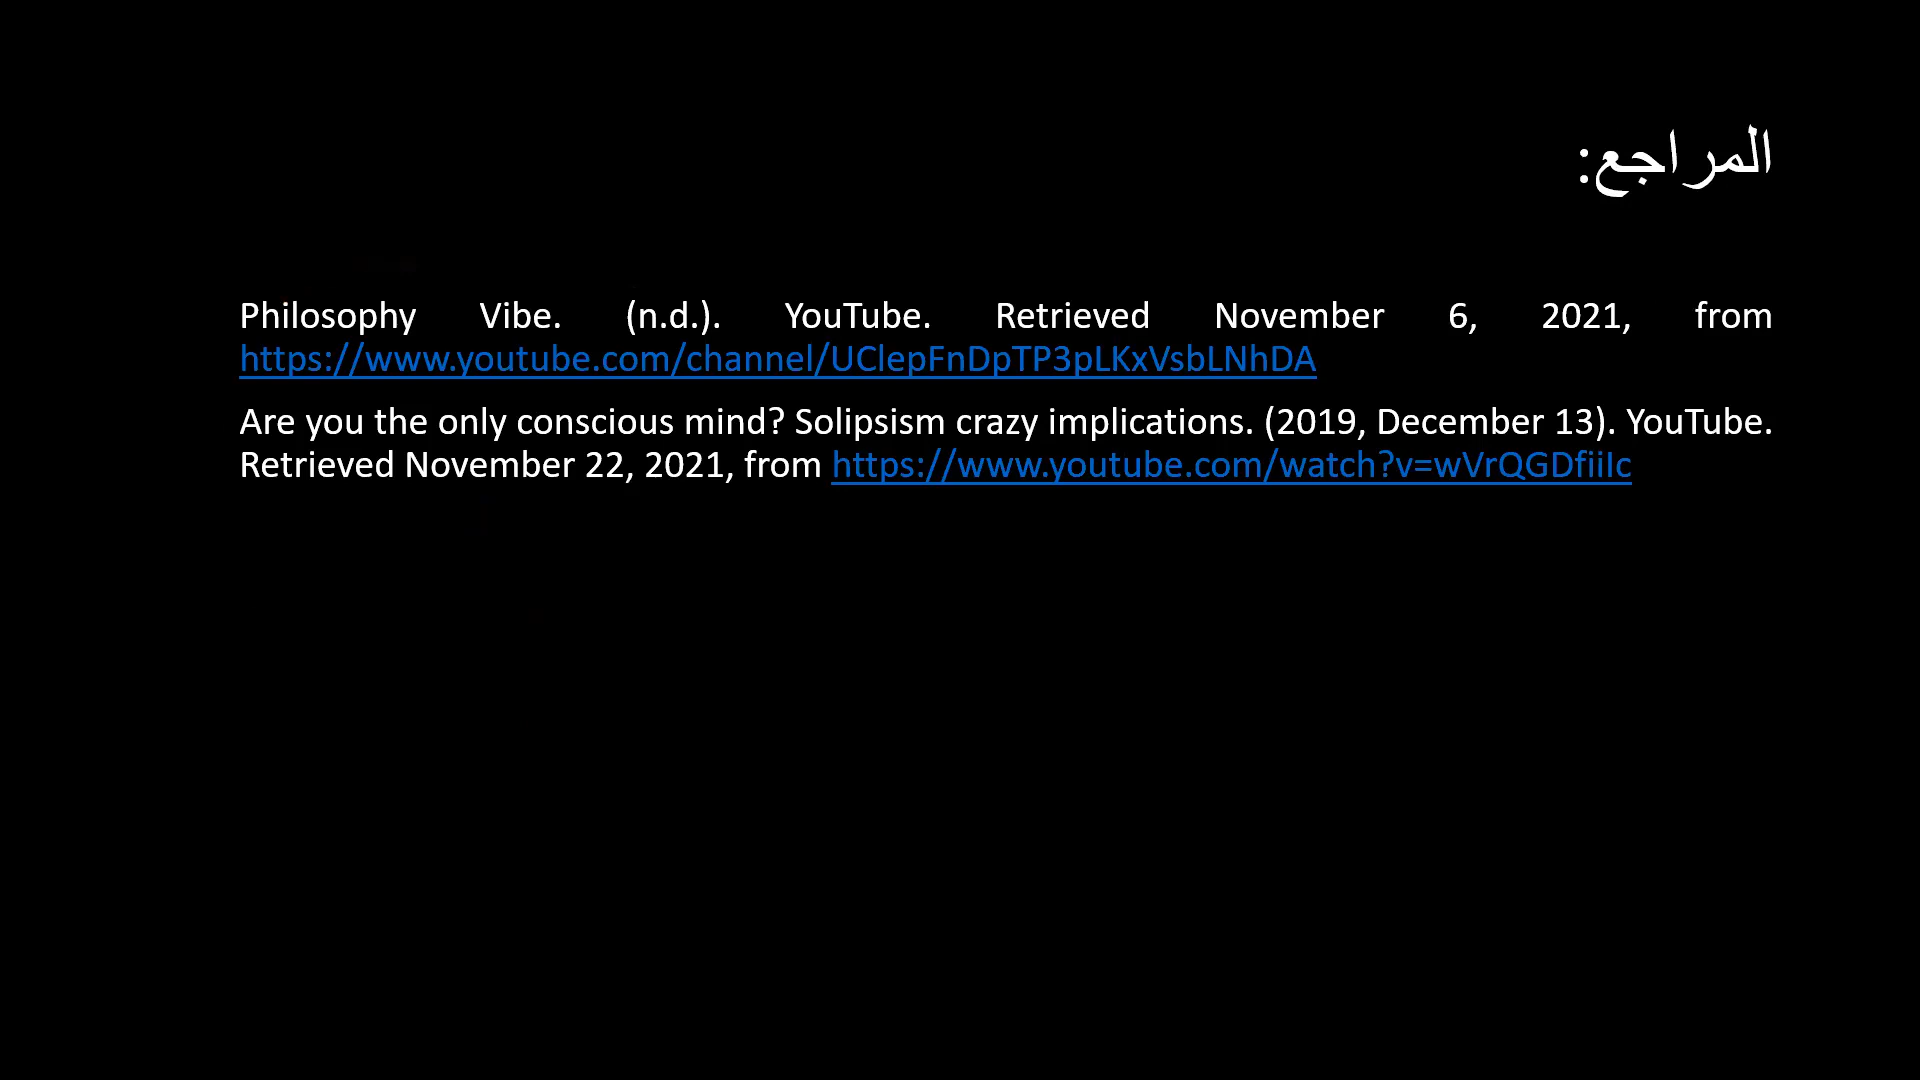 المراجع:
Philosophy Vibe. (n.d.). YouTube. Retrieved November 6, 2021, from
https://www.youtube.com/channel/UClepFnDpTP3pLKxVsbLNhDA
Are you the only conscious mind? Solipsism crazy implications. (2019, December 13). YouTube.
Retrieved November 22, 2021, from https://www.youtube.com/watch?v=wVrQGDfiiIc